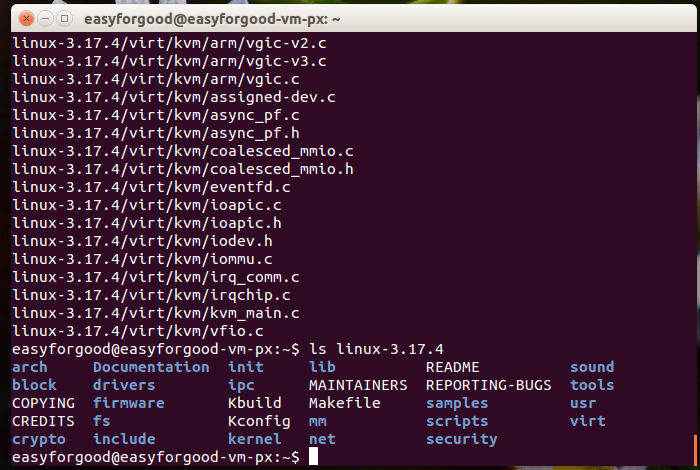 easyforgood@easyforgood-vm-px: ~
linux-3.17.4/virt/kvm/arm/vgic-v2.c
linux-3.17.4/virt/kvm/arm/vgic-v3.c
linux-3.17.4/virt/kvm/arm/vgic.c
linux-3.17.4/virt/kvm/assigned-dev.c
linux-3.17.4/virt/kvm/async_pf.c
linux-3.17.4/virt/kvm/async_pf.h
linux-3.17.4/virt/kvm/coalesced_mmio.c
linux-3.17.4/virt/kvm/coalesced_mmio.h
linux-3.17.4/virt/kvm/eventfd.c
linux-3.17.4/virt/kvm/ioapic.c
linux-3.17.4/virt/kvm/ioapic.h
linux-3.17.4/virt/kvm/iodev.h
linux-3.17.4/virt/kvm/iommu.c
linux-3.17.4/virt/kvm/irq_comm.c
linux-3.17.4/virt/kvm/irqchip.c
linux-3.17.4/virt/kvm/kvm_main.c
linux-3.17.4/virt/kvm/vfio.c
easyforgood@easyforgood-vm-px:~$ ls linux-3.17.4
arch Documentation init lib README sound
block drivers ipc MAINTAINERS REPORTING-BUGS tools
COPYING firmware Kbuild Makefile samples usr
CREDITS fs Kconfig mm scripts virt
crypto include kernel net security
easyforgood@easyforgood-vm-px:~$